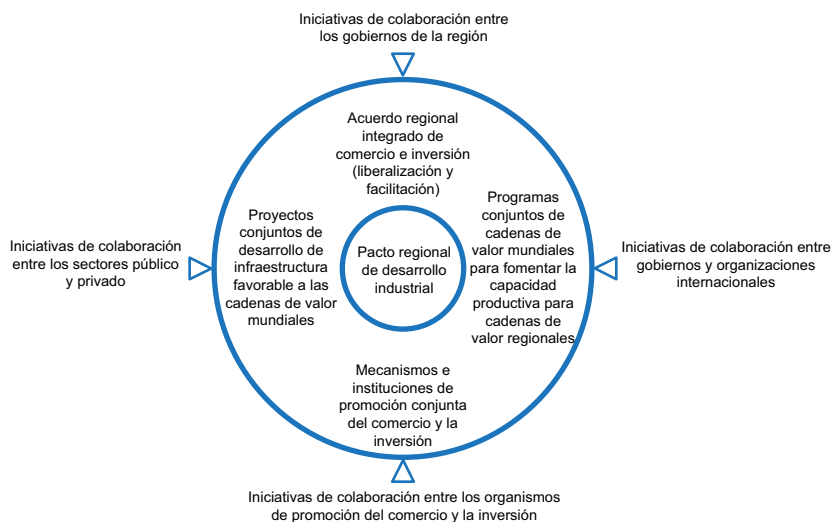 Iniciativas de colaboración entre
los gobiernos de la región
Acuerdo regional
integrado de
comercio e inversión
(liberalización y
facilitación)
Proyectos
conjuntos de
desarrollo de
infraestructura
favorable a las
cadenas de valor
mundiales
Pacto regional
de desarrollo
industrial
Programas
conjuntos de
cadenas de
valor mundiales
para fomentar la
capacidad
productiva para
cadenas de
valor regionales
Iniciativas de colaboración
entre los sectores público
y privado
Iniciativas de colaboración entre
gobiernos y organizaciones
internacionales
Mecanismos e
instituciones de
promoción conjunta
del comercio y la
inversión
Iniciativas de colaboración entre los organismos
de promoción del comercio y la inversión